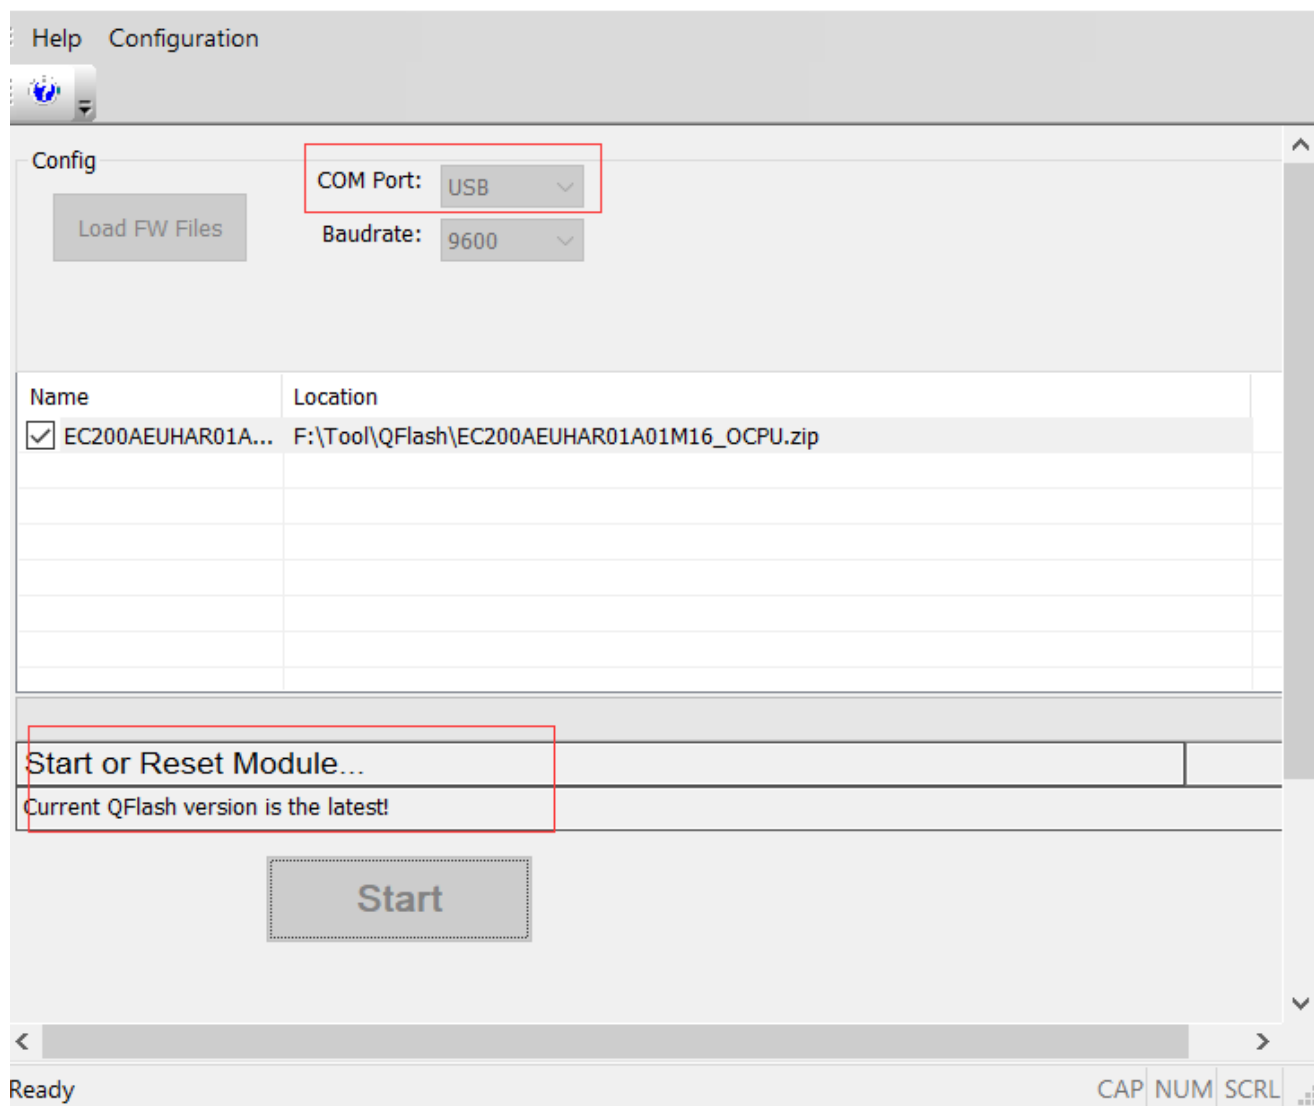 Help Configuration
Config
COM Port: USB
Load FW Files
Baudrate: 9600
Name Location
EC200AEUHAR01A... F:\Tool\QFlash\EC200AEUHAR01A01M16_OCPU.zip
Start or Reset Module...
Current QFlash version is the latest!
Start
Ready CAP NUM SCRL